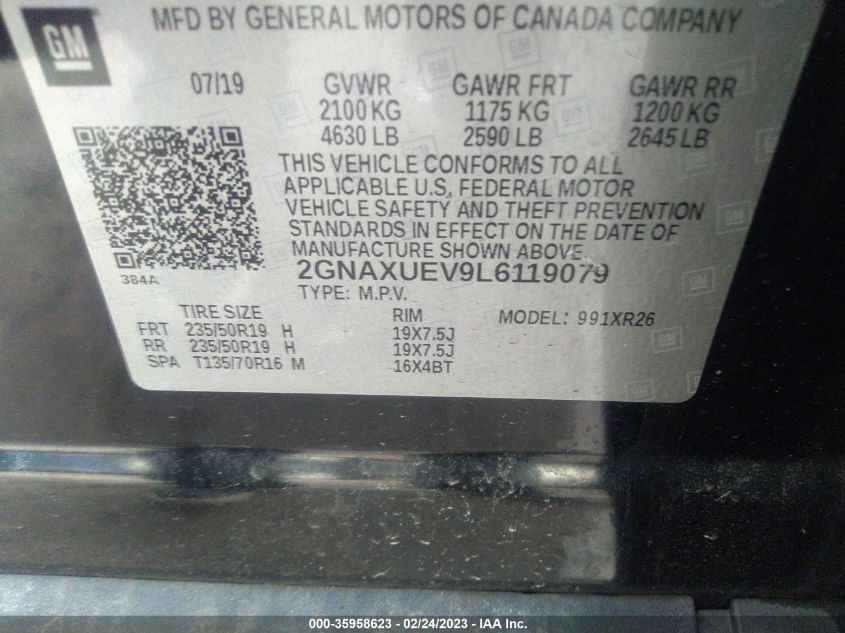 MFD BY GENERAL MOTORS OF CANADA COMPANY
GM
07/19 GVWR GAWR FRT GAWR RR
2100 KG 1175 KG 1200 KG
4630 LB 2590 LB 2645 LB
THIS VEHICLE CONFORMS TO ALL
APPLICABLE U.S. FEDERAL MOTOR
VEHICLE SAFETY AND THEFT PREVENTION
STANDARDS IN EFFECT ON THE DATE OF
MANUFACTURE SHOWN ABOVE.
384A
2GNAXUEV9L6119079
TYPE: M.P.V.
TIRE SIZE RIM MODEL: 991XR26
FRT 235/50R19 H 19X7.5J
RR 235/50R19 H 19X7.5J
SPA T135/70R16 M 16X4BT
000-35958623 - 02/24/2023 - IAA Inc.